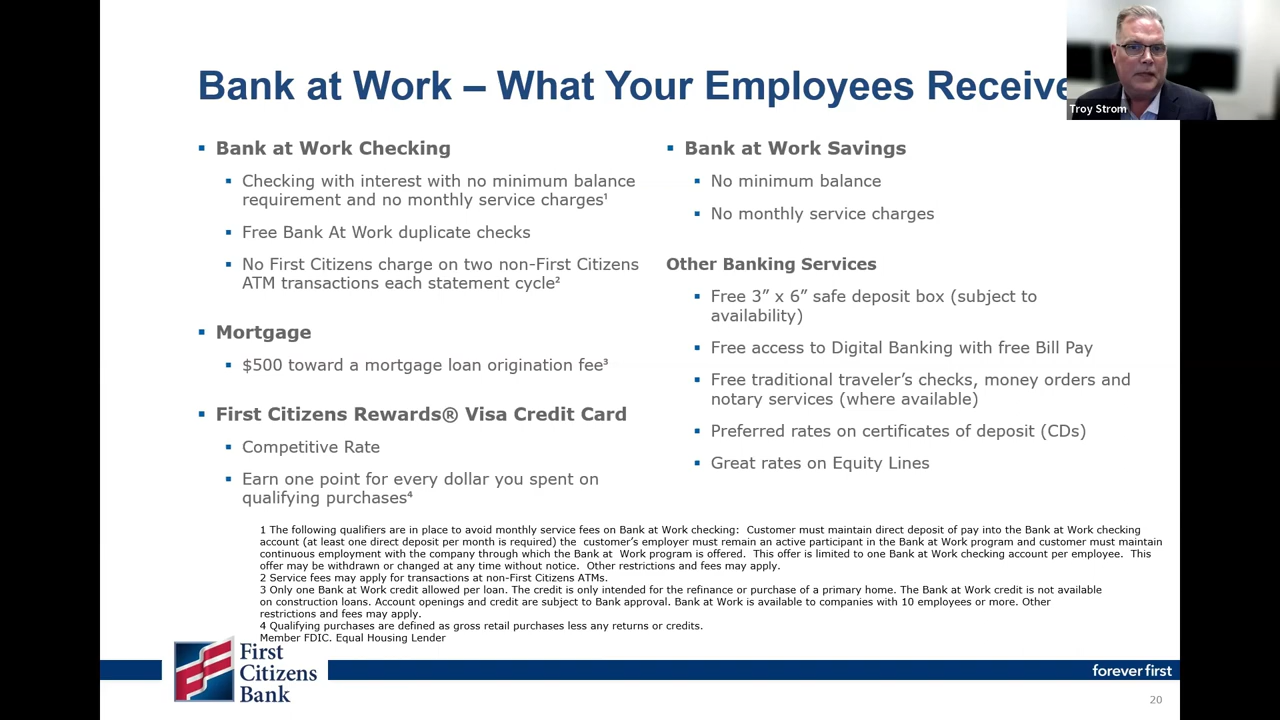 Bank at Work – What Your Employees Receive
Troy Strom
▪ Bank at Work Checking
▪ Checking with interest with no minimum balance
requirement and no monthly service charges¹
▪ Free Bank At Work duplicate checks
▪ No First Citizens charge on two non-First Citizens
ATM transactions each statement cycle²
▪ Mortgage
▪ $500 toward a mortgage loan origination fee³
▪ First Citizens Rewards® Visa Credit Card
▪ Competitive Rate
▪ Earn one point for every dollar you spent on
qualifying purchases⁴
▪ Bank at Work Savings
▪ No minimum balance
▪ No monthly service charges
Other Banking Services
▪ Free 3” x 6” safe deposit box (subject to
availability)
▪ Free access to Digital Banking with free Bill Pay
▪ Free traditional traveler’s checks, money orders and
notary services (where available)
▪ Preferred rates on certificates of deposit (CDs)
▪ Great rates on Equity Lines
1 The following qualifiers are in place to avoid monthly service fees on Bank at Work checking: Customer must maintain direct deposit of pay into the Bank at Work checking
account (at least one direct deposit per month is required) the customer’s employer must remain an active participant in the Bank at Work program and customer must maintain
continuous employment with the company through which the Bank at Work program is offered. This offer is limited to one Bank at Work checking account per employee. This
offer may be withdrawn or changed at any time without notice. Other restrictions and fees may apply.
2 Service fees may apply for transactions at non-First Citizens ATMs.
3 Only one Bank at Work credit allowed per loan. The credit is only intended for the refinance or purchase of a primary home. The Bank at Work credit is not available
on construction loans. Account openings and credit are subject to Bank approval. Bank at Work is available to companies with 10 employees or more. Other
restrictions and fees may apply.
4 Qualifying purchases are defined as gross retail purchases less any returns or credits.
Member FDIC. Equal Housing Lender
First
Citizens
Bank
forever first
20